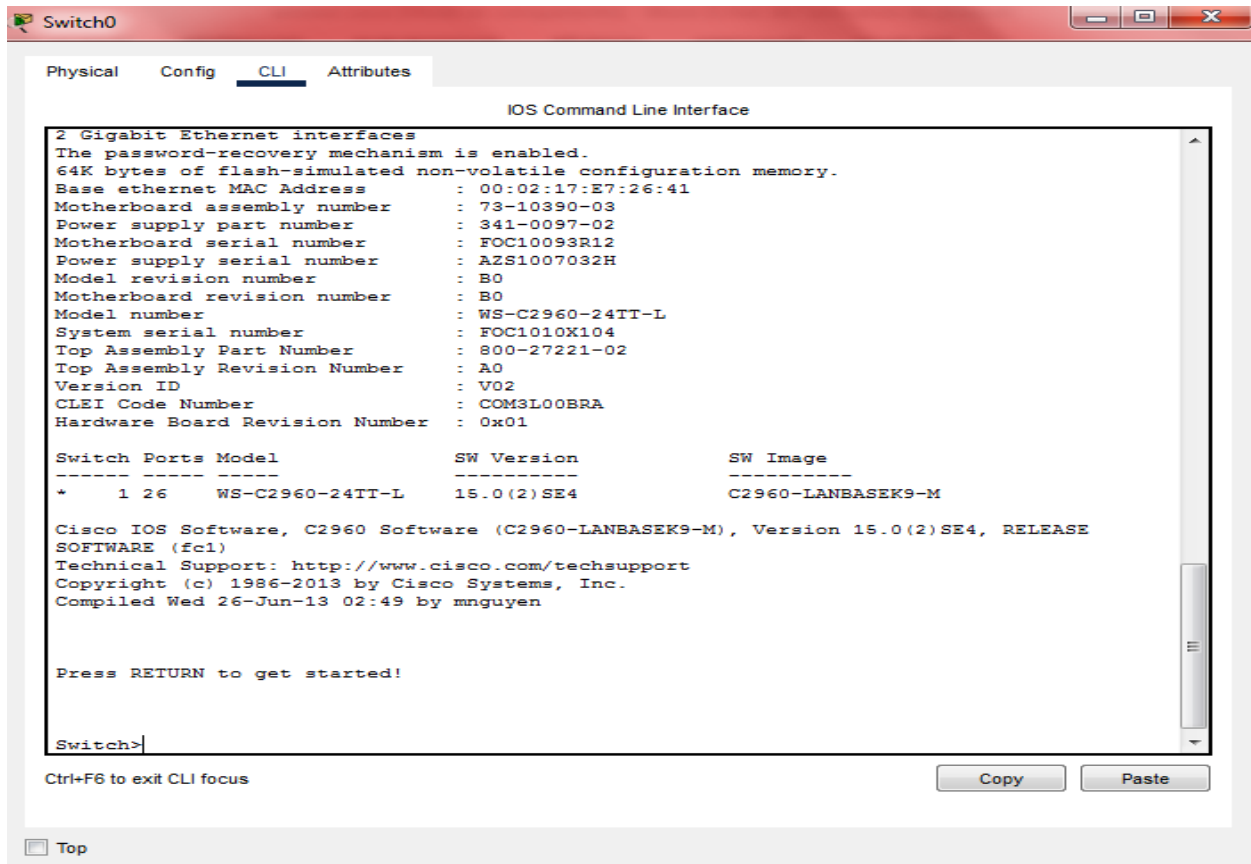 Switch0
Physical Config CLI Attributes
IOS Command Line Interface
2 Gigabit Ethernet interfaces
The password-recovery mechanism is enabled.
64K bytes of flash-simulated non-volatile configuration memory.
Base ethernet MAC Address : 00:02:17:E7:26:41
Motherboard assembly number : 73-10390-03
Power supply part number : 341-0097-02
Motherboard serial number : FOC10093R12
Power supply serial number : AZS1007032H
Model revision number : B0
Motherboard revision number : B0
Model number : WS-C2960-24TT-L
System serial number : FOC1010X104
Top Assembly Part Number : 800-27221-02
Top Assembly Revision Number : A0
Version ID : V02
CLEI Code Number : COM3L00BRA
Hardware Board Revision Number : 0x01
Switch Ports Model SW Version SW Image
------ ----- ----- ---------- ----------
* 1 26 WS-C2960-24TT-L 15.0(2)SE4 C2960-LANBASEK9-M
Cisco IOS Software, C2960 Software (C2960-LANBASEK9-M), Version 15.0(2)SE4, RELEASE
SOFTWARE (fc1)
Technical Support: http://www.cisco.com/techsupport
Copyright (c) 1986-2013 by Cisco Systems, Inc.
Compiled Wed 26-Jun-13 02:49 by mnguyen
Press RETURN to get started!
Switch>
Ctrl+F6 to exit CLI focus
Copy Paste
Top